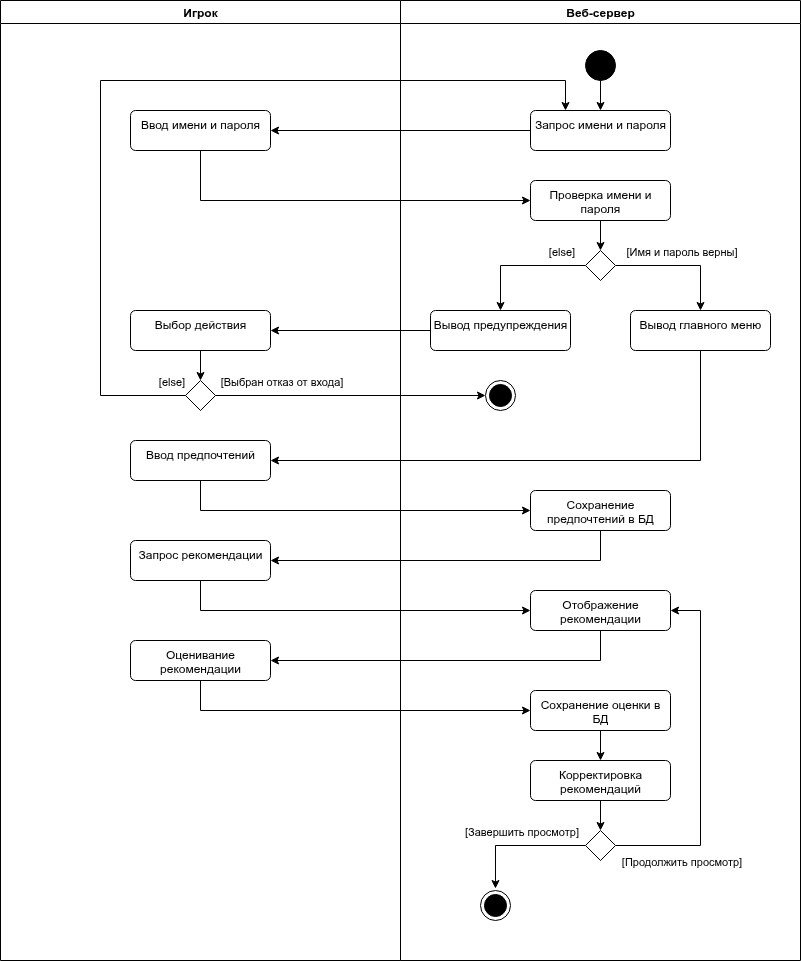 Игрок
Веб-сервер
Ввод имени и пароля
Запрос имени и пароля
Проверка имени и
пароля
[else]
[Имя и пароль верны]
Выбор действия
Вывод предупреждения
Вывод главного меню
[else]
[Выбран отказ от входа]
Ввод предпочтений
Сохранение
предпочтений в БД
Запрос рекомендации
Отображение
рекомендации
Оценивание
рекомендации
Сохранение оценки в
БД
Корректировка
рекомендаций
[Завершить просмотр]
[Продолжить просмотр]